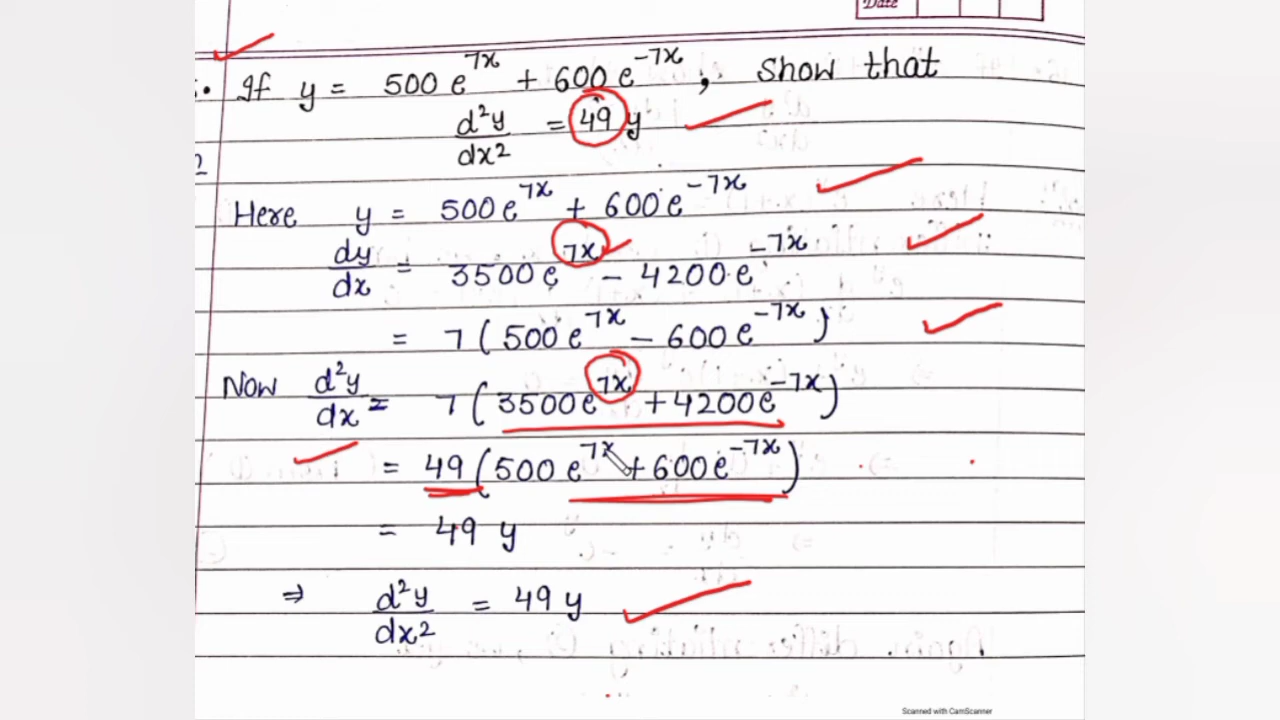 Date
. If y = 500 e^{7x} + 600 e^{-7x}, Show that
d²y/dx² = 49 y
2
Here y = 500 e^{7x} + 600 e^{-7x}
dy/dx = 3500 e^{7x} - 4200 e^{-7x}
= 7 (500 e^{7x} - 600 e^{-7x})
Now d²y/dx = 7 (3500 e^{7x} + 4200 e^{-7x})
= 49 (500 e^{7x} + 600 e^{-7x})
= 49 y
⇒ d²y/dx² = 49 y
Scanned with CamScanner